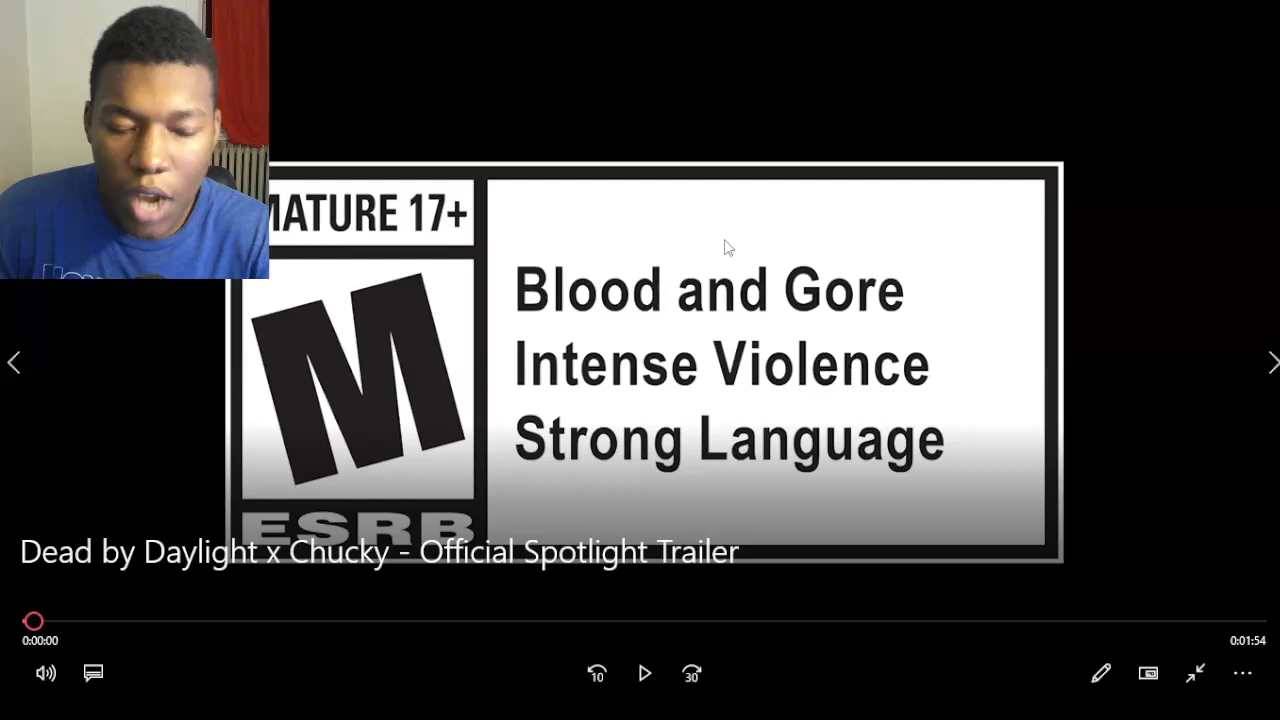 MATURE 17+
Blood and Gore
Intense Violence
Strong Language
ESRB
Dead by Daylight x Chucky - Official Spotlight Trailer
0:00:00
0:01:54
10
30